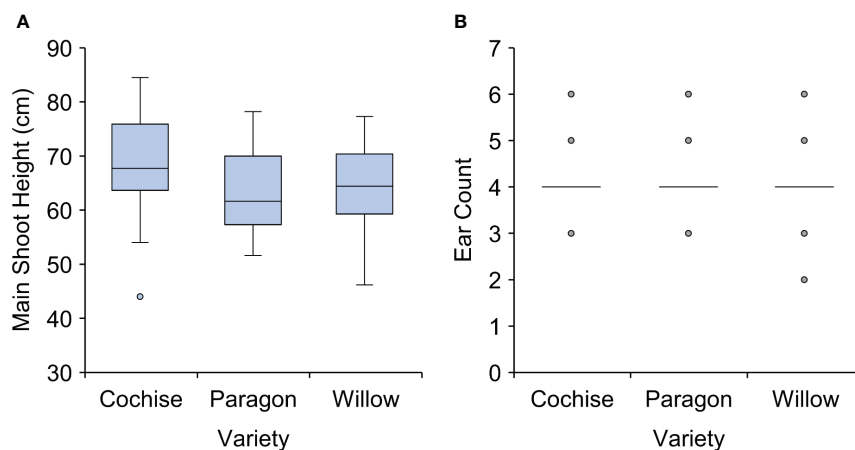 A
Main Shoot Height (cm)
90
80
70
60
50
40
30
Cochise Paragon Willow
Variety
B
Ear Count
7
6
5
4
3
2
1
0
Cochise Paragon Willow
Variety